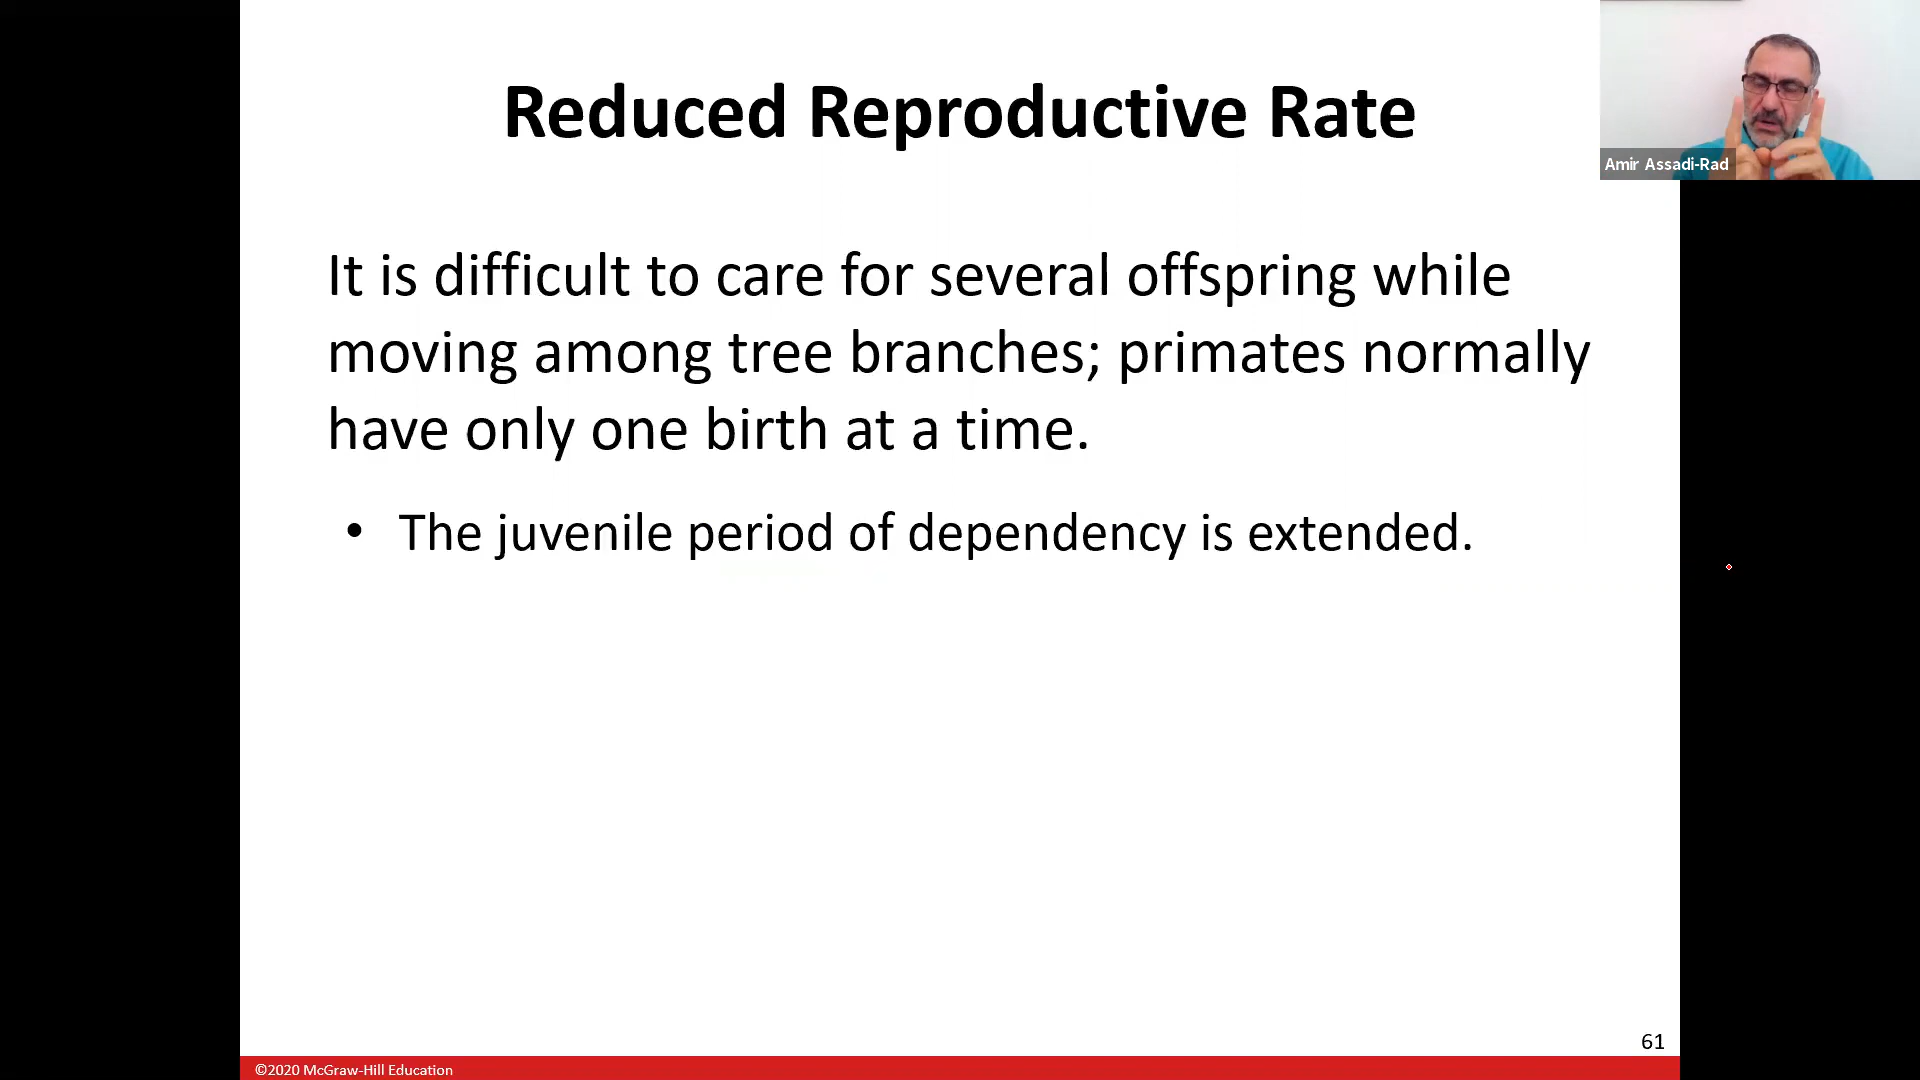 Reduced Reproductive Rate
Amir Assadi-Rad
It is difficult to care for several offspring while
moving among tree branches; primates normally
have only one birth at a time.
• The juvenile period of dependency is extended.
61
©2020 McGraw-Hill Education